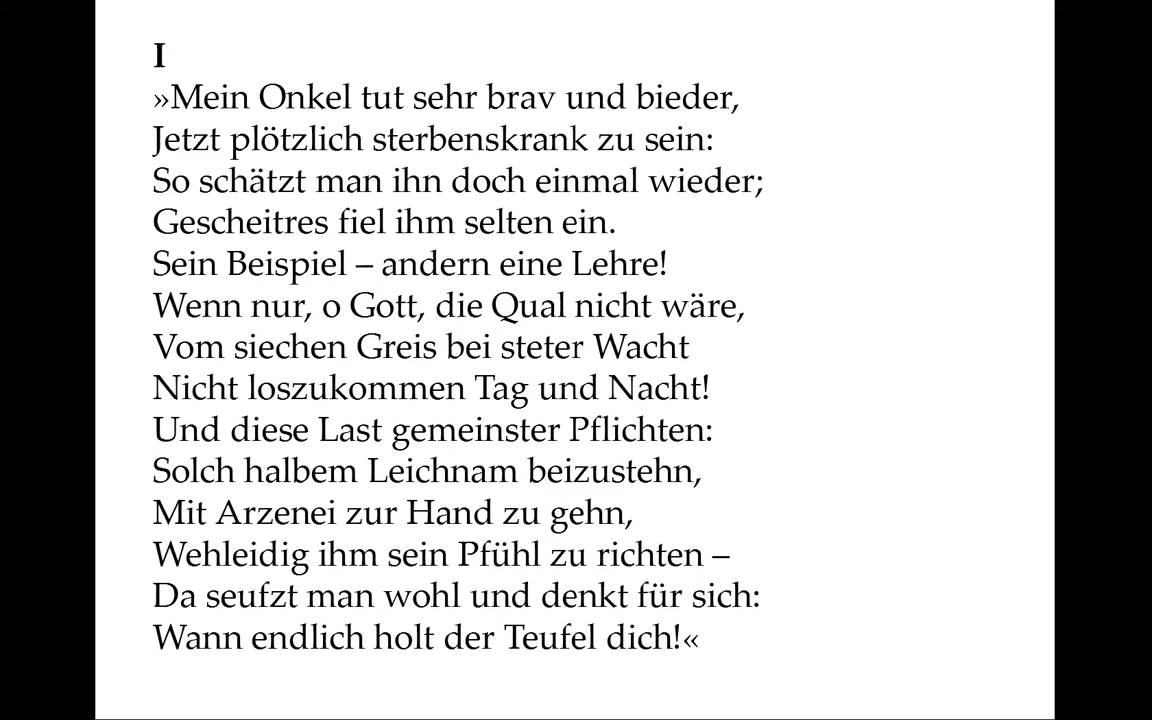 I
»Mein Onkel tut sehr brav und bieder,
Jetzt plötzlich sterbenskrank zu sein:
So schätzt man ihn doch einmal wieder;
Gescheitres fiel ihm selten ein.
Sein Beispiel – andern eine Lehre!
Wenn nur, o Gott, die Qual nicht wäre,
Vom siechen Greis bei steter Wacht
Nicht loszukommen Tag und Nacht!
Und diese Last gemeinster Pflichten:
Solch halbem Leichnam beizustehn,
Mit Arzenei zur Hand zu gehn,
Wehleidig ihm sein Pfühl zu richten –
Da seufzt man wohl und denkt für sich:
Wann endlich holt der Teufel dich!«